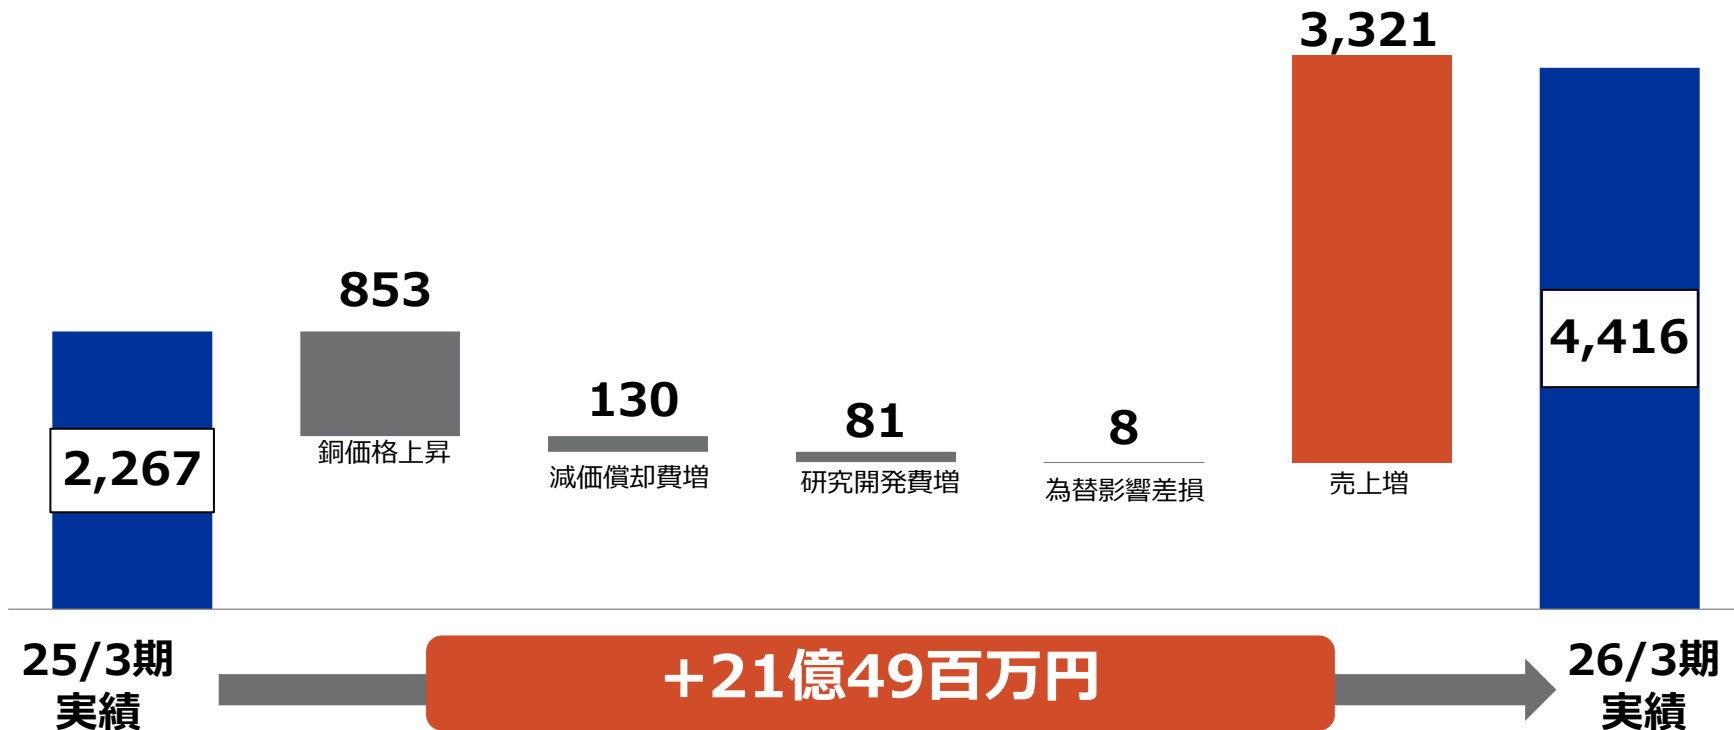 3,321
853
130
81
8
4,416
2,267
銅価格上昇
減価償却費増
研究開発費増
為替影響差損
売上増
25/3期
実績
+21億49百万円
26/3期
実績